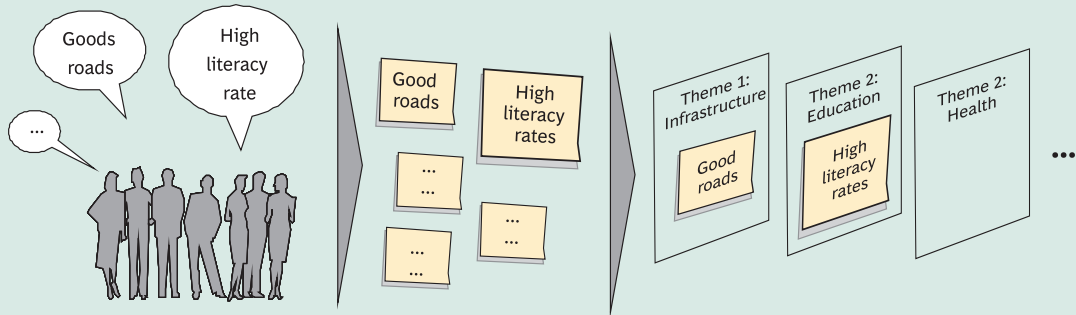 Goods
roads
High
literacy
rate
...
Good
roads
High
literacy
rates
...
...
...
...
...
...
Theme 1:
Infrastructure
Good
roads
Theme 2:
Education
High
literacy
rates
Theme 2:
Health
...